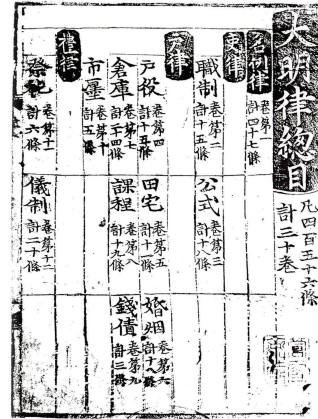 大明律總目
凡四百五十六條
計三十卷
名例律
卷第一
計四十七條
吏律
職制
卷第二
計十五條
公式
卷第三
計十八條
戶律
戶役
卷第四
計十五條
田宅
卷第五
計十一條
婚姻
卷第六
計十八條
倉庫
卷第七
計二十四條
課程
卷第八
計十九條
錢債
卷第九
計三條
市廛
卷第十
計五條
禮律
祭祀
卷第十一
計六條
儀制
卷第十二
計二十條